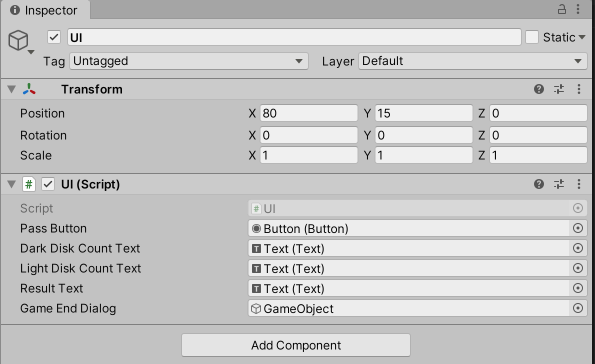 Inspector
UI Static
Tag Untagged Layer Default
Transform
Position X 80 Y 15 Z 0
Rotation X 0 Y 0 Z 0
Scale X 1 Y 1 Z 1
# UI (Script)
Script # UI
Pass Button Button (Button)
Dark Disk Count Text T Text (Text)
Light Disk Count Text T Text (Text)
Result Text T Text (Text)
Game End Dialog GameObject
Add Component